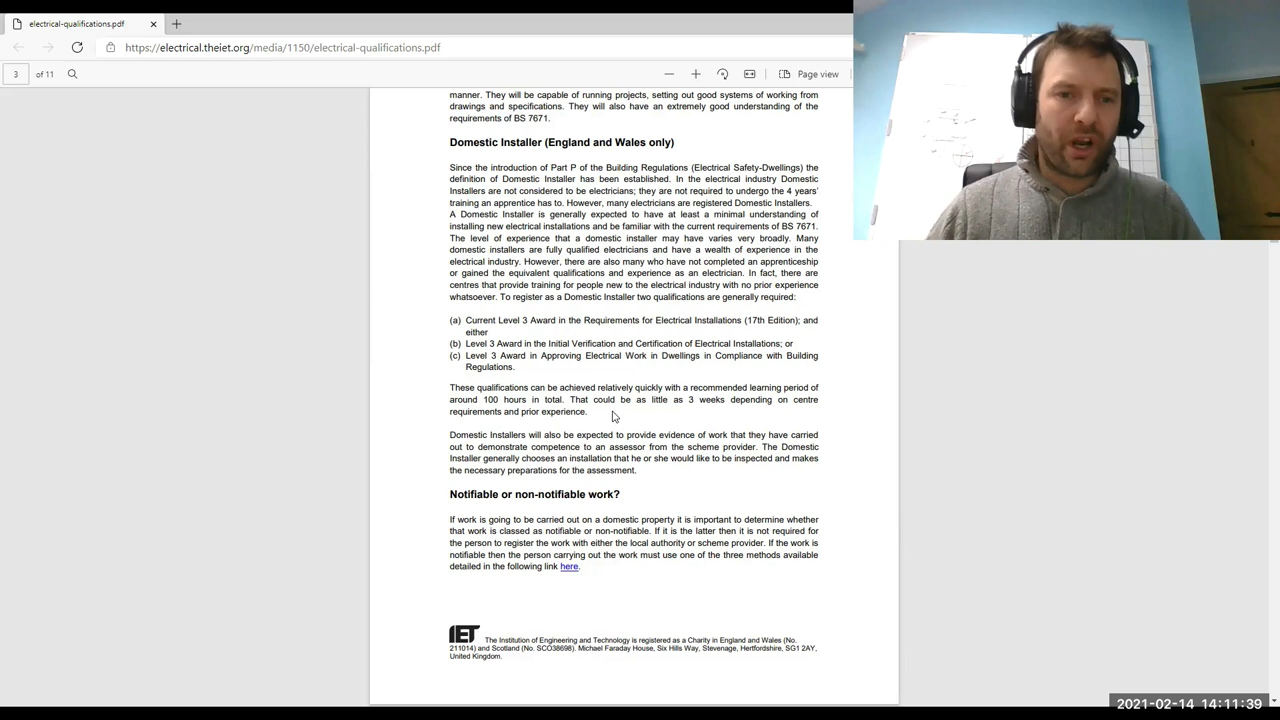 electrical-qualifications.pdf
https://electrical.theiet.org/media/1150/electrical-qualifications.pdf
3 of 11
Page view
manner. They will be capable of running projects, setting out good systems of working from
drawings and specifications. They will also have an extremely good understanding of the
requirements of BS 7671.
Domestic Installer (England and Wales only)
Since the introduction of Part P of the Building Regulations (Electrical Safety-Dwellings) the
definition of Domestic Installer has been established. In the electrical industry Domestic
Installers are not considered to be electricians; they are not required to undergo the 4 years'
training an apprentice has to. However, many electricians are registered Domestic Installers.
A Domestic Installer is generally expected to have at least a minimal understanding of
installing new electrical installations and be familiar with the current requirements of BS 7671.
The level of experience that a domestic installer may have varies very broadly. Many
domestic installers are fully qualified electricians and have a wealth of experience in the
electrical industry. However, there are also many who have not completed an apprenticeship
or gained the equivalent qualifications and experience as an electrician. In fact, there are
centres that provide training for people new to the electrical industry with no prior experience
whatsoever. To register as a Domestic Installer two qualifications are generally required:
(a) Current Level 3 Award in the Requirements for Electrical Installations (17th Edition); and
either
(b) Level 3 Award in the Initial Verification and Certification of Electrical Installations; or
(c) Level 3 Award in Approving Electrical Work in Dwellings in Compliance with Building
Regulations.
These qualifications can be achieved relatively quickly with a recommended learning period of
around 100 hours in total. That could be as little as 3 weeks depending on centre
requirements and prior experience.
Domestic Installers will also be expected to provide evidence of work that they have carried
out to demonstrate competence to an assessor from the scheme provider. The Domestic
Installer generally chooses an installation that he or she would like to be inspected and makes
the necessary preparations for the assessment.
Notifiable or non-notifiable work?
If work is going to be carried out on a domestic property it is important to determine whether
that work is classed as notifiable or non-notifiable. If it is the latter then it is not required for
the person to register the work with either the local authority or scheme provider. If the work is
notifiable then the person carrying out the work must use one of the three methods available
detailed in the following link here.
IET The Institution of Engineering and Technology is registered as a Charity in England and Wales (No.
211014) and Scotland (No. SCO38698). Michael Faraday House, Six Hills Way, Stevenage, Hertfordshire, SG1 2AY,
United Kingdom.
2021-02-14 14:11:39